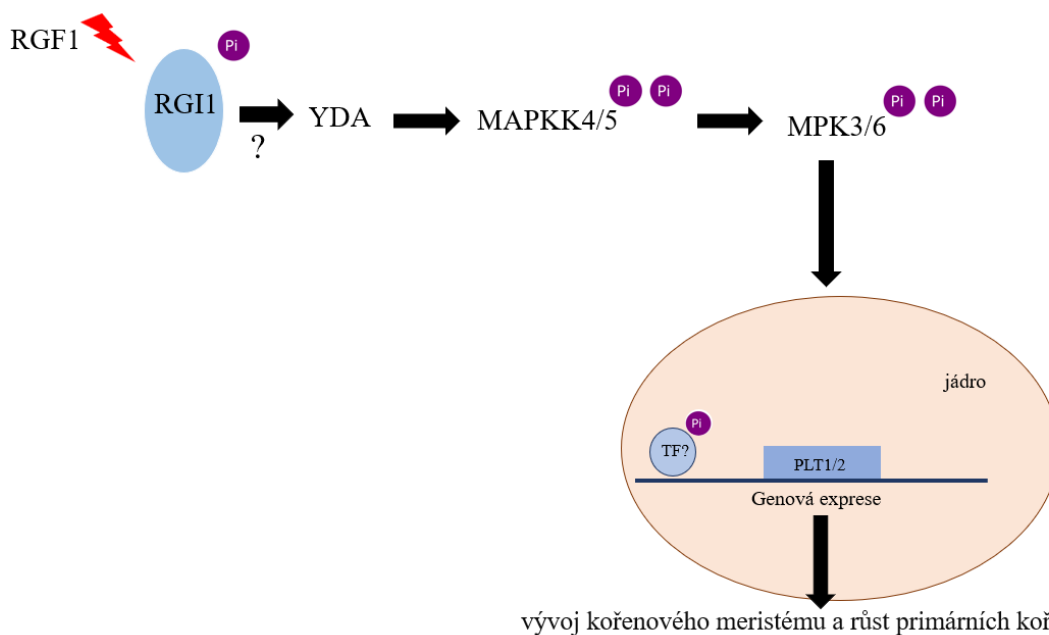 RGF1
Pi
RGI1
?
YDA
MAPKK4/5
Pi Pi
MPK3/6
Pi Pi
jádro
Pi
TF?
PLT1/2
Genová exprese
vývoj kořenového meristému a růst primárních koř